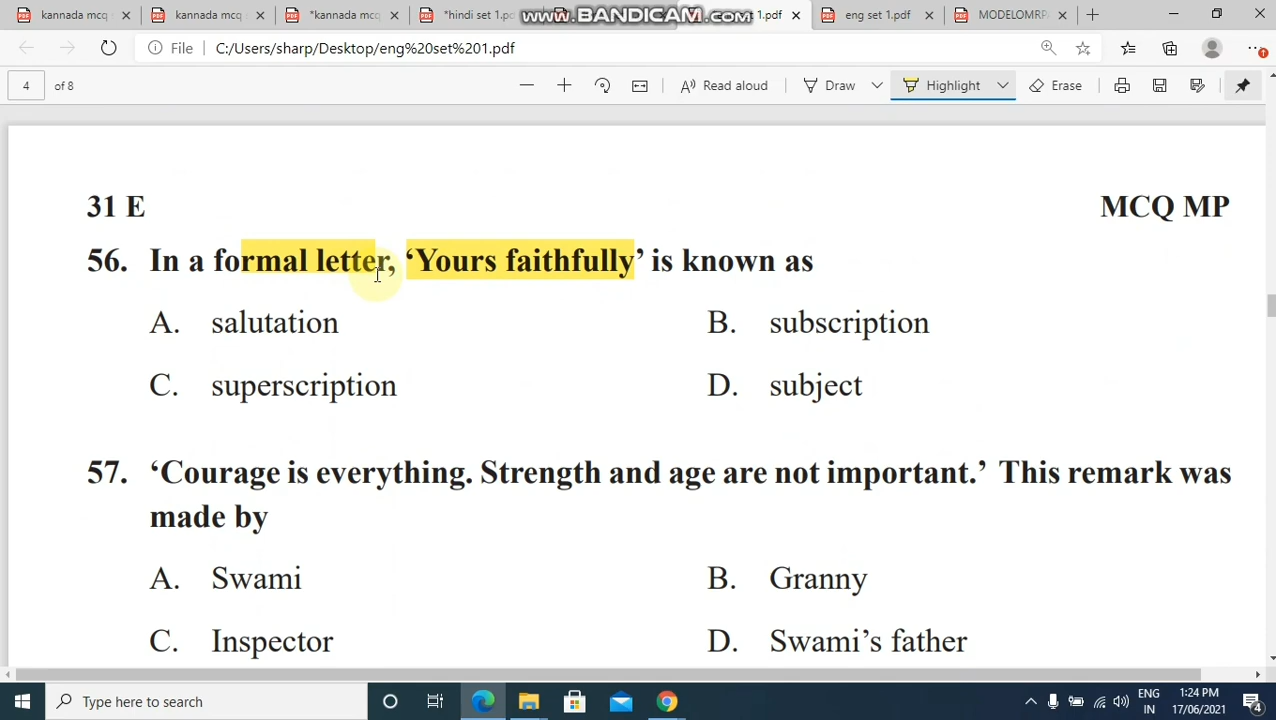 kannada mcq
kannada mcq s
*kannada mcq
*hindi set 1.pd
1.pdf
eng set 1.pdf
MODELOMRP
www.BANDICAM.com
File C:/Users/sharp/Desktop/eng%20set%201.pdf
4 of 8 Read aloud Draw Highlight Erase
31 E MCQ MP
56. In a formal letter, ‘Yours faithfully’ is known as
A. salutation B. subscription
C. superscription D. subject
57. ‘Courage is everything. Strength and age are not important.’ This remark was
made by
A. Swami B. Granny
C. Inspector D. Swami’s father
Type here to search
ENG 1:24 PM
IN 17/06/2021
4